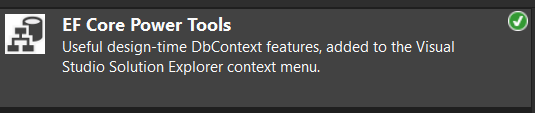 EF Core Power Tools
Useful design-time DbContext features, added to the Visual
Studio Solution Explorer context menu.